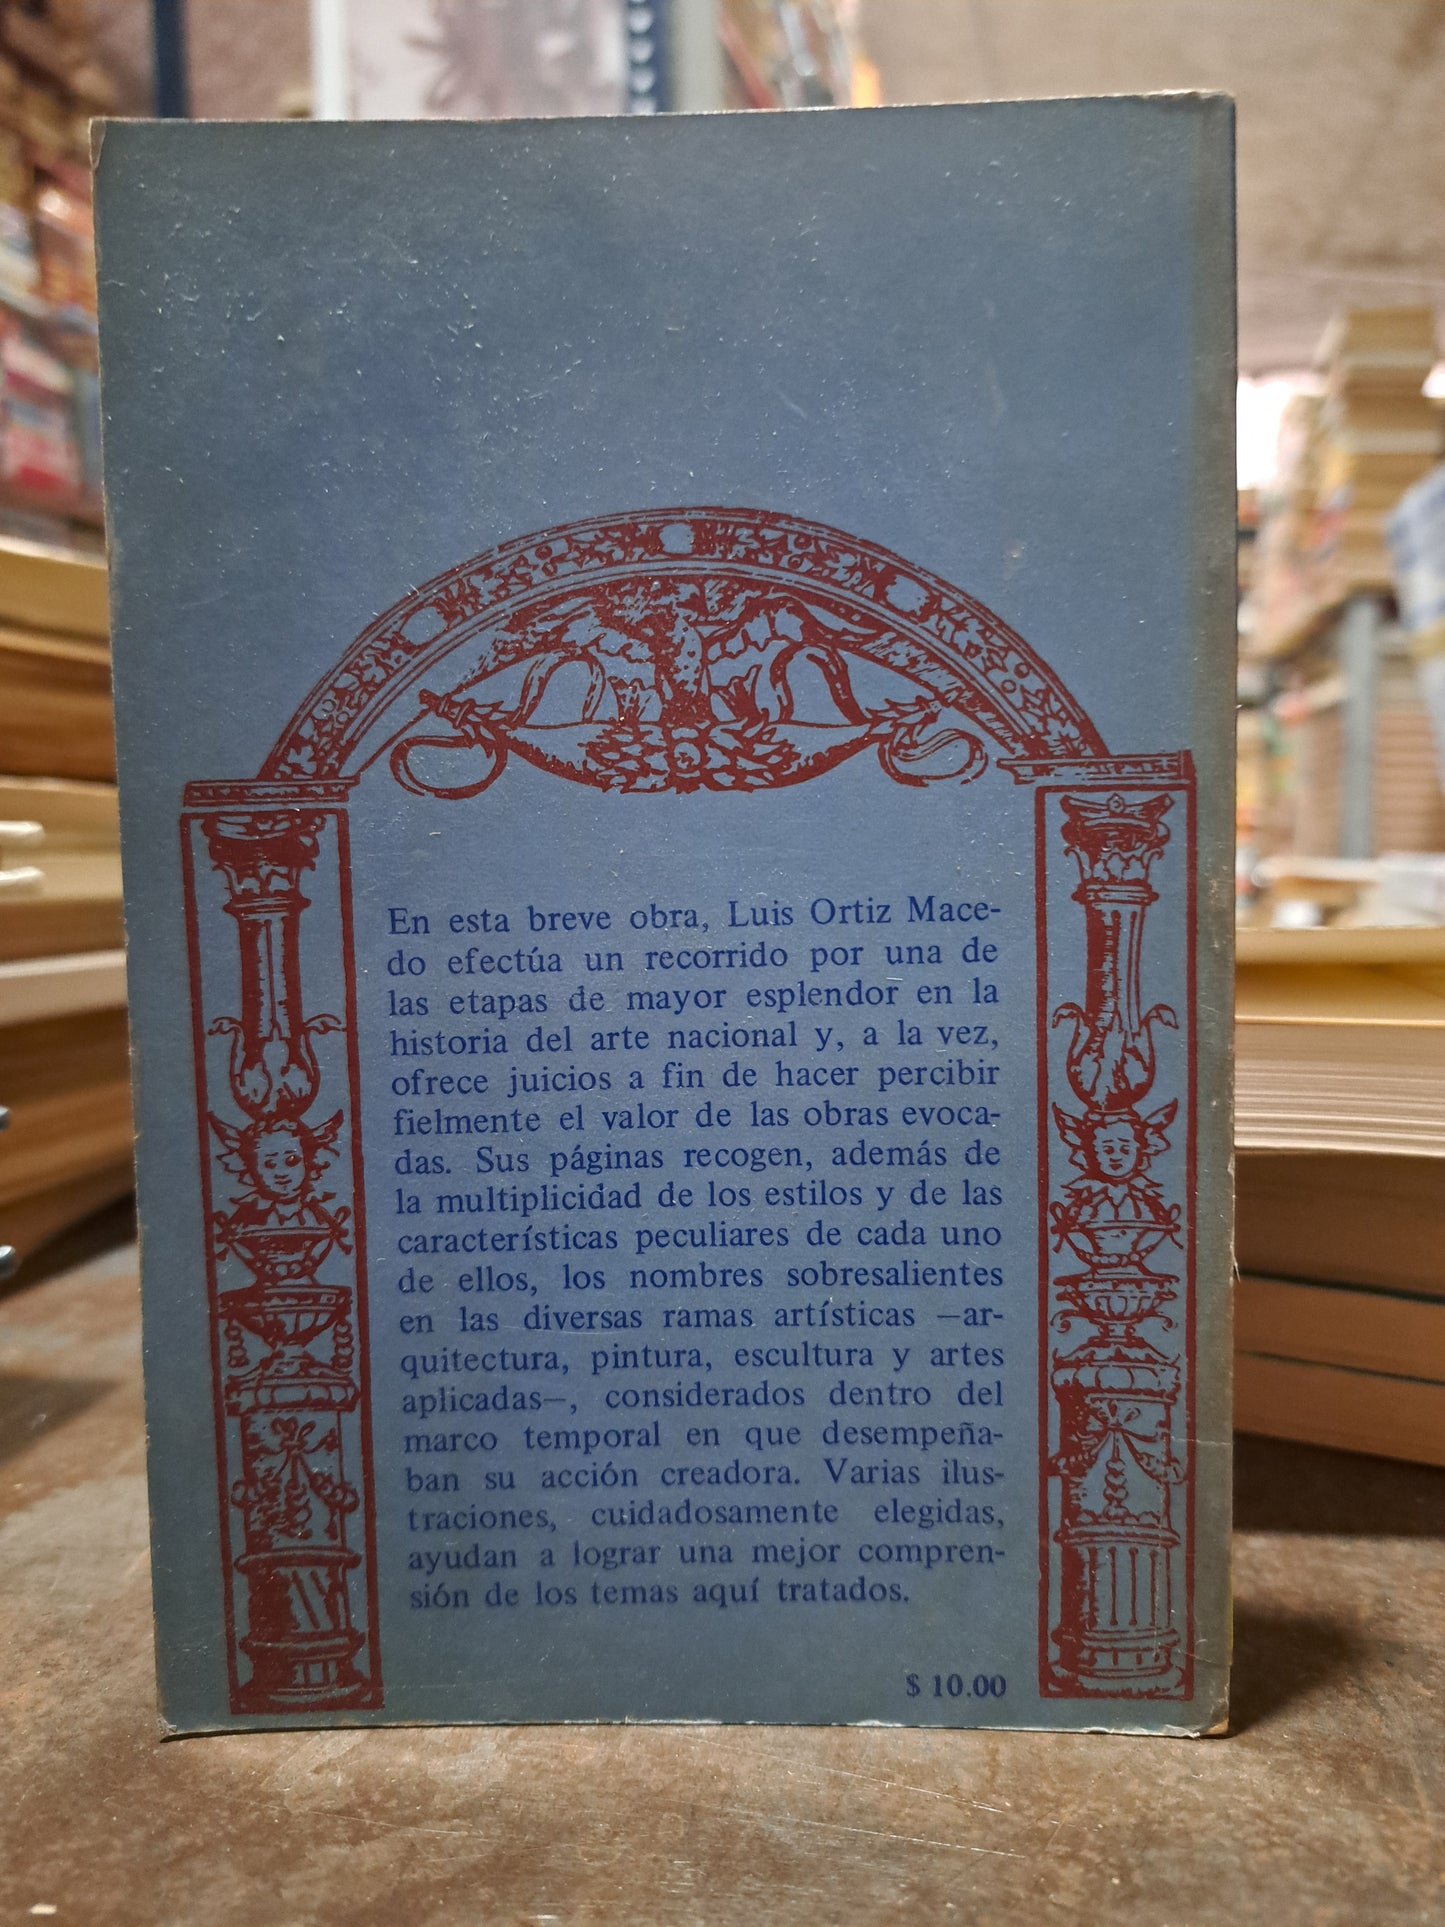 En esta breve obra, Luis Ortiz Mace-
do efectúa un recorrido por una de
las etapas de mayor esplendor en la
historia del arte nacional y, a la vez,
ofrece juicios a fin de hacer percibir
fielmente el valor de las obras evoca-
das. Sus páginas recogen, además de
la multiplicidad de los estilos y de las
características peculiares de cada uno
de ellos, los nombres sobresalientes
en las diversas ramas artísticas —ar-
quitectura, pintura, escultura y artes
aplicadas—, considerados dentro del
marco temporal en que desempeña-
ban su acción creadora. Varias ilus-
traciones, cuidadosamente elegidas,
ayudan a lograr una mejor compren-
sión de los temas aquí tratados.
$ 10.00